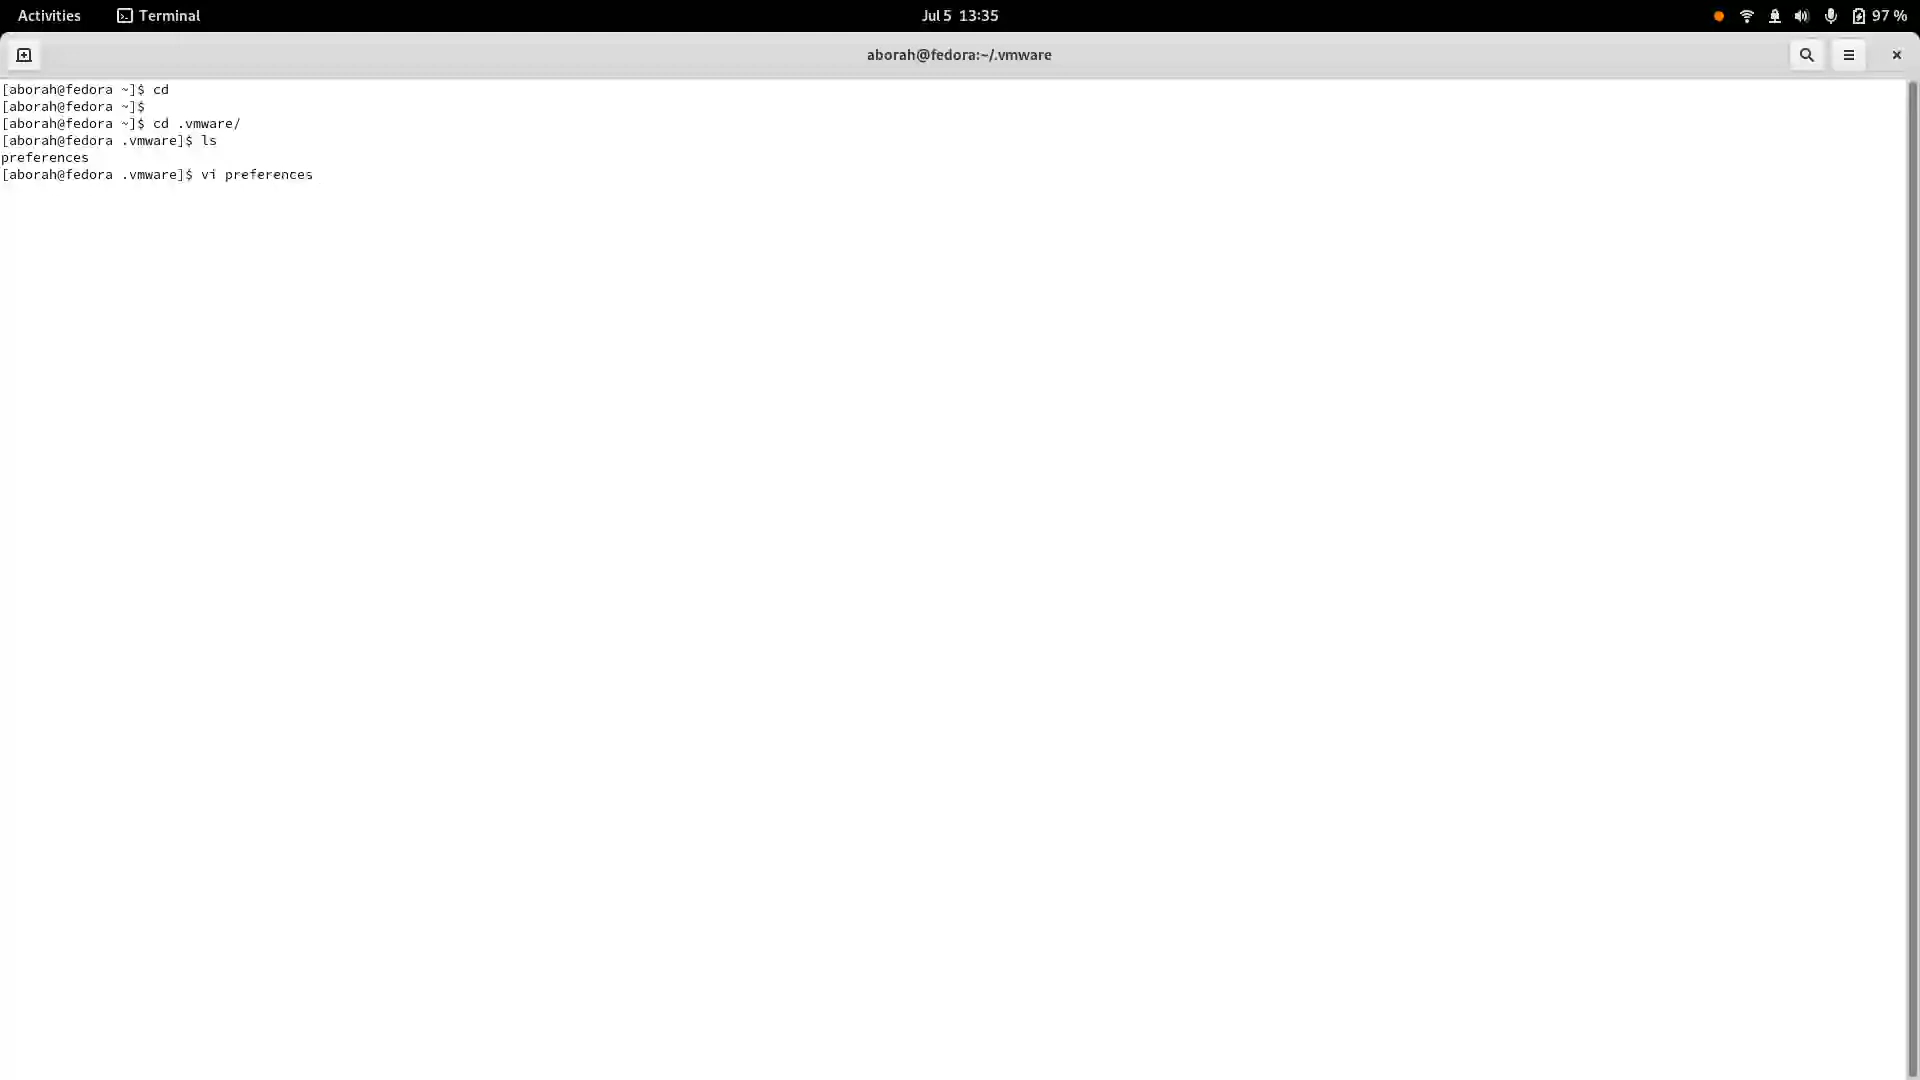 Activities Terminal Jul 5 13:35 97 %
aborah@fedora:~/.vmware
[aborah@fedora ~]$ cd
[aborah@fedora ~]$
[aborah@fedora ~]$ cd .vmware/
[aborah@fedora .vmware]$ ls
preferences
[aborah@fedora .vmware]$ vi preferences